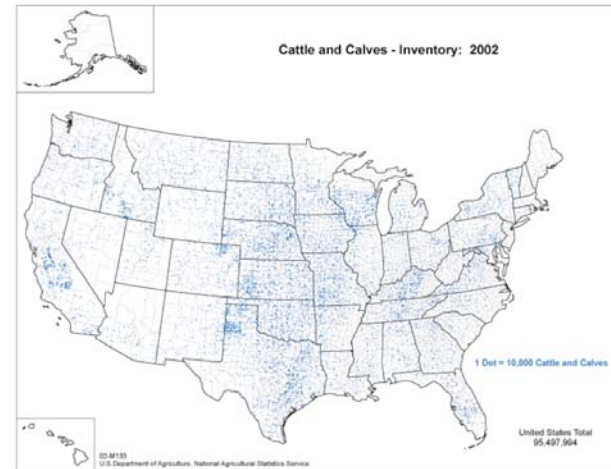 Cattle and Calves - Inventory: 2002
1 Dot = 10,000 Cattle and Calves
United States Total
95,497,994
02-M133
U.S. Department of Agriculture, National Agricultural Statistics Service